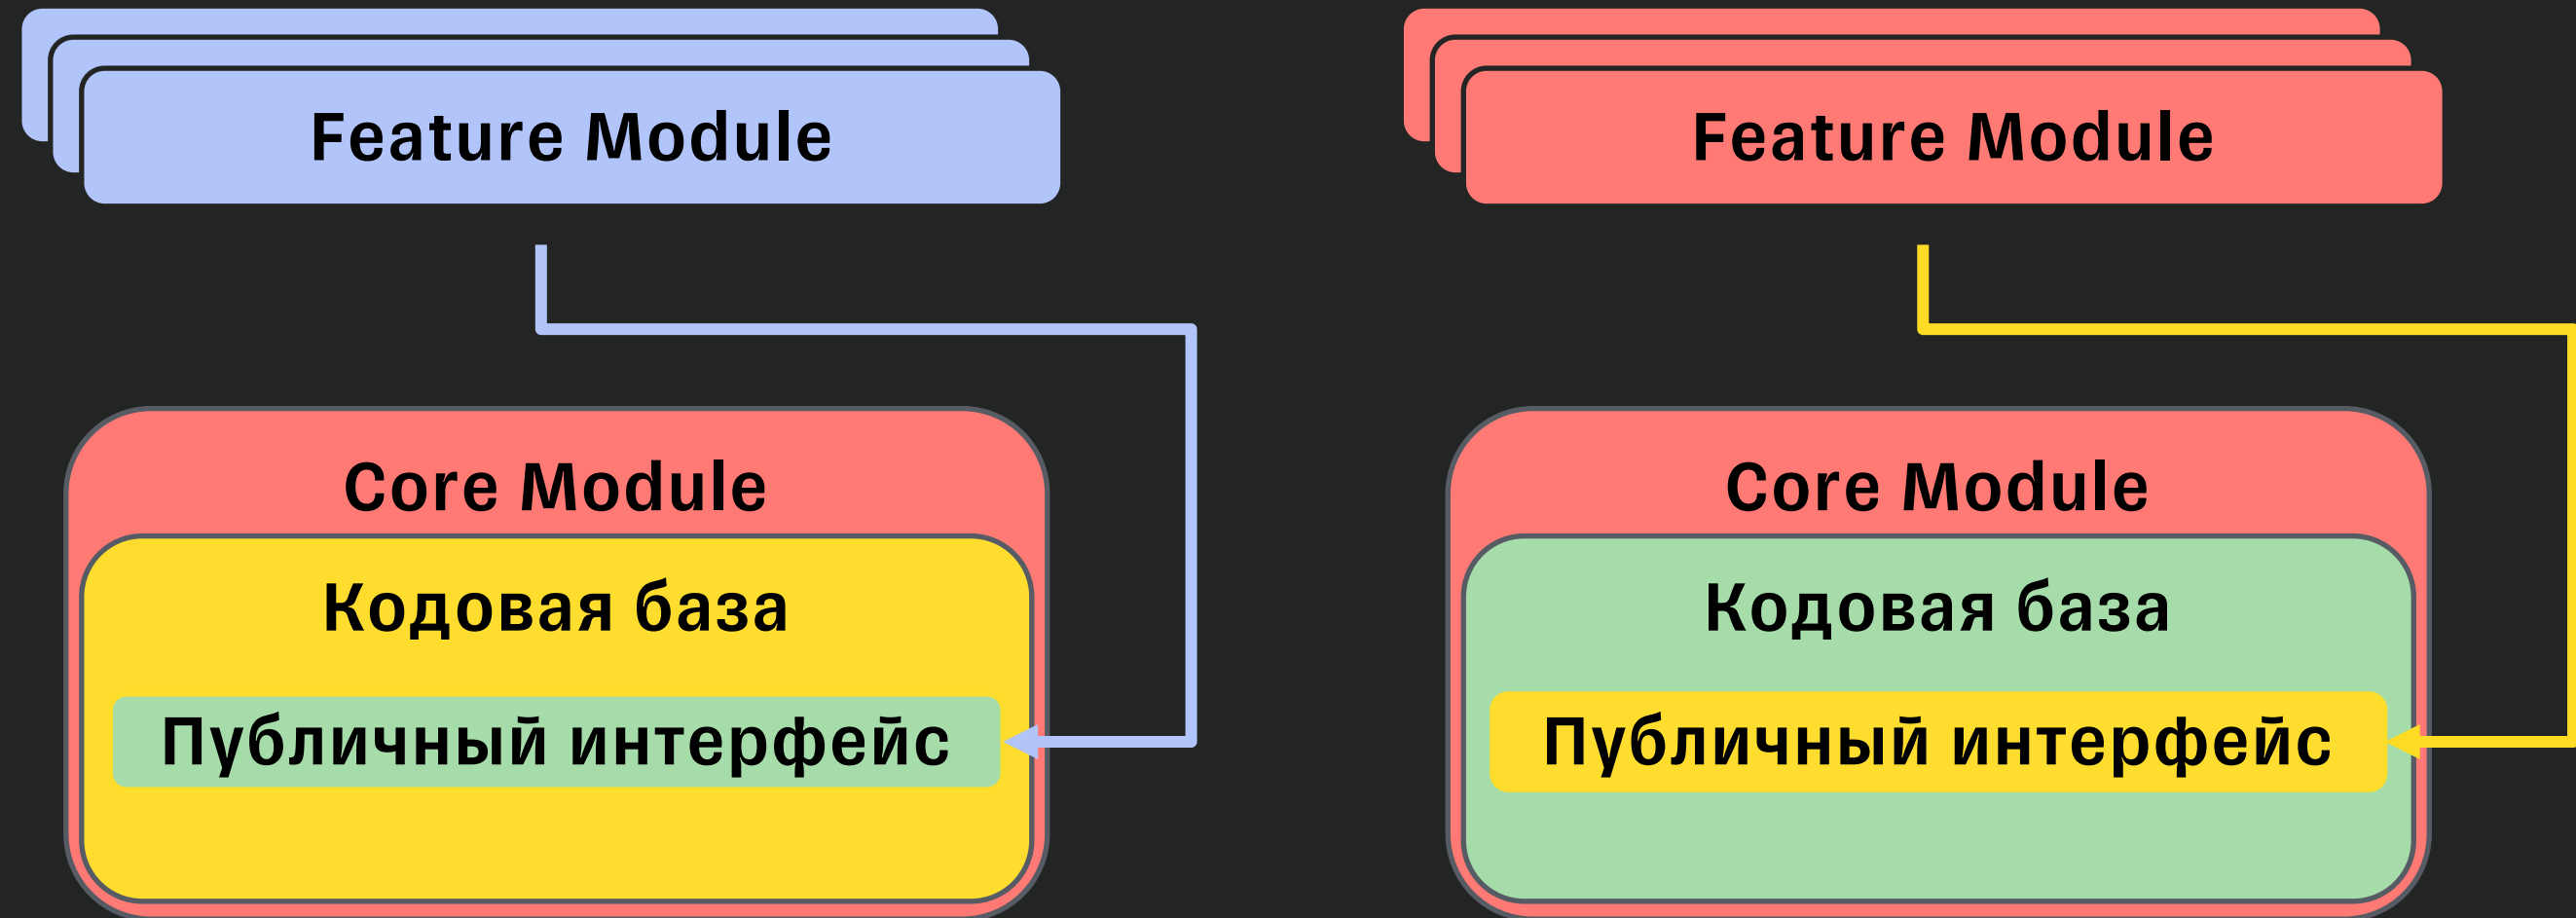 Feature Module
Core Module
Кодовая база
Публичный интерфейс
Feature Module
Core Module
Кодовая база
Публичный интерфейс